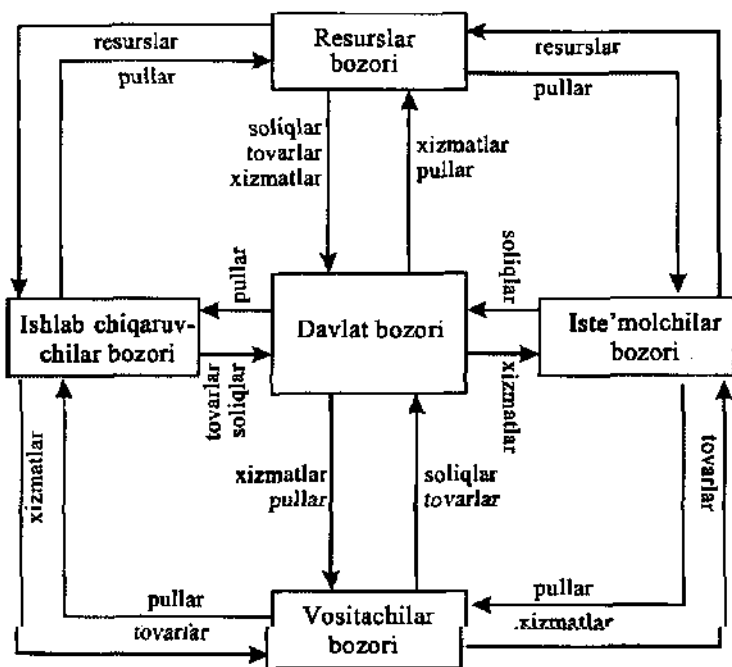 resurslar
pullar
Resurslar
bozori
resurslar
pullar
soliqlar
tovarlar
xizmatlar
xizmatlar
pullar
pullar
soliqlar
Ishlab chiqaruv-
chilar bozori
Davlat bozori
Iste’molchilar
bozori
tovarlar
soliqlar
xizmatlar
xizmatlar
xizmatlar
pullar
soliqlar
tovarlar
tovarlar
pullar
tovarlar
Vositachilar
bozori
pullar
xizmatlar